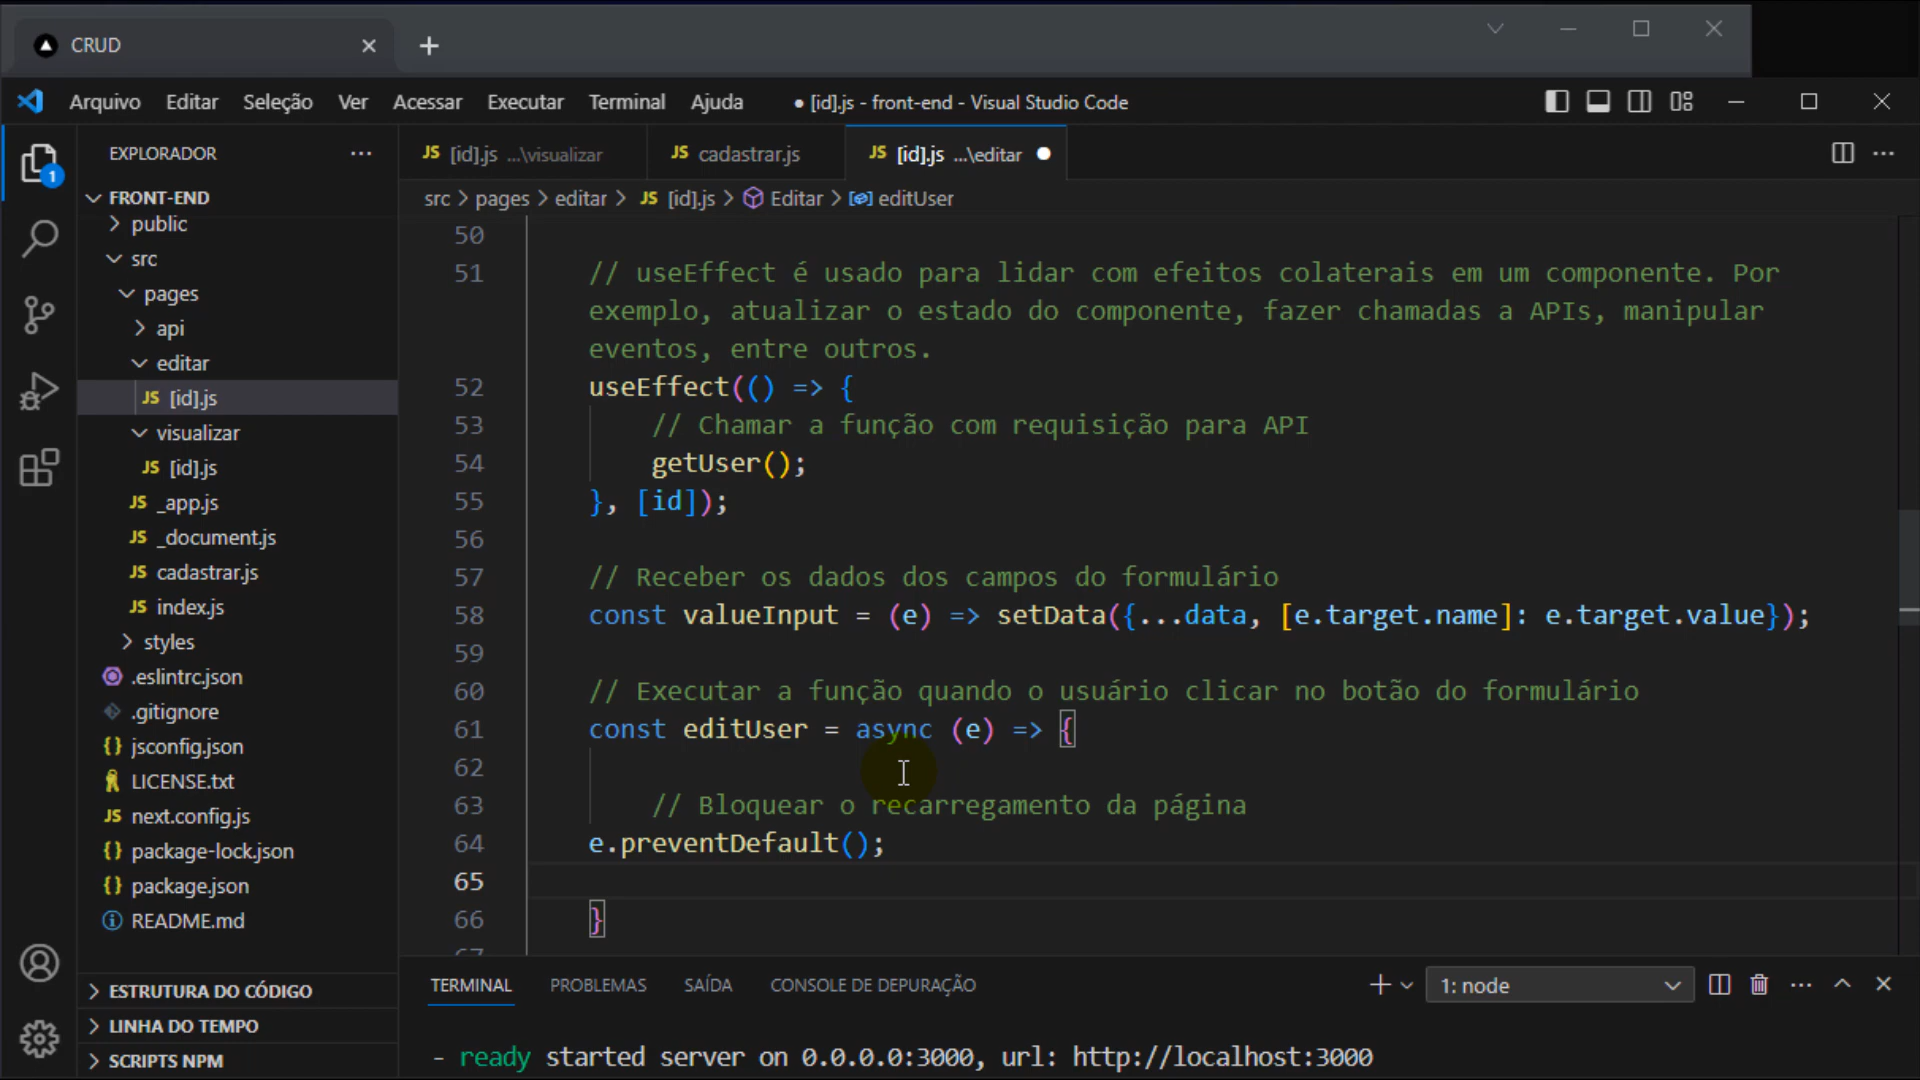 CRUD
Arquivo Editar Seleção Ver Acessar Executar Terminal Ajuda ● [id].js - front-end - Visual Studio Code
EXPLORADOR
1
FRONT-END
public
src
pages
api
editar
JS [id].js
visualizar
JS [id].js
JS _app.js
JS _document.js
JS cadastrar.js
JS index.js
styles
.eslintrc.json
.gitignore
{} jsconfig.json
LICENSE.txt
JS next.config.js
{} package-lock.json
{} package.json
README.md
ESTRUTURA DO CÓDIGO
LINHA DO TEMPO
SCRIPTS NPM
JS [id].js ...\visualizar JS cadastrar.js JS [id].js ...\editar
src > pages > editar > JS [id].js > Editar > editUser
50
51 // useEffect é usado para lidar com efeitos colaterais em um componente. Por
exemplo, atualizar o estado do componente, fazer chamadas a APIs, manipular
eventos, entre outros.
52 useEffect(() => {
53 // Chamar a função com requisição para API
54 getUser();
55 }, [id]);
56
57 // Receber os dados dos campos do formulário
58 const valueInput = (e) => setData({...data, [e.target.name]: e.target.value});
59
60 // Executar a função quando o usuário clicar no botão do formulário
61 const editUser = async (e) => {
62
63 // Bloquear o recarregamento da página
64 e.preventDefault();
65
66 }
67
TERMINAL PROBLEMAS SAÍDA CONSOLE DE DEPURAÇÃO 1: node
- ready started server on 0.0.0.0:3000, url: http://localhost:3000